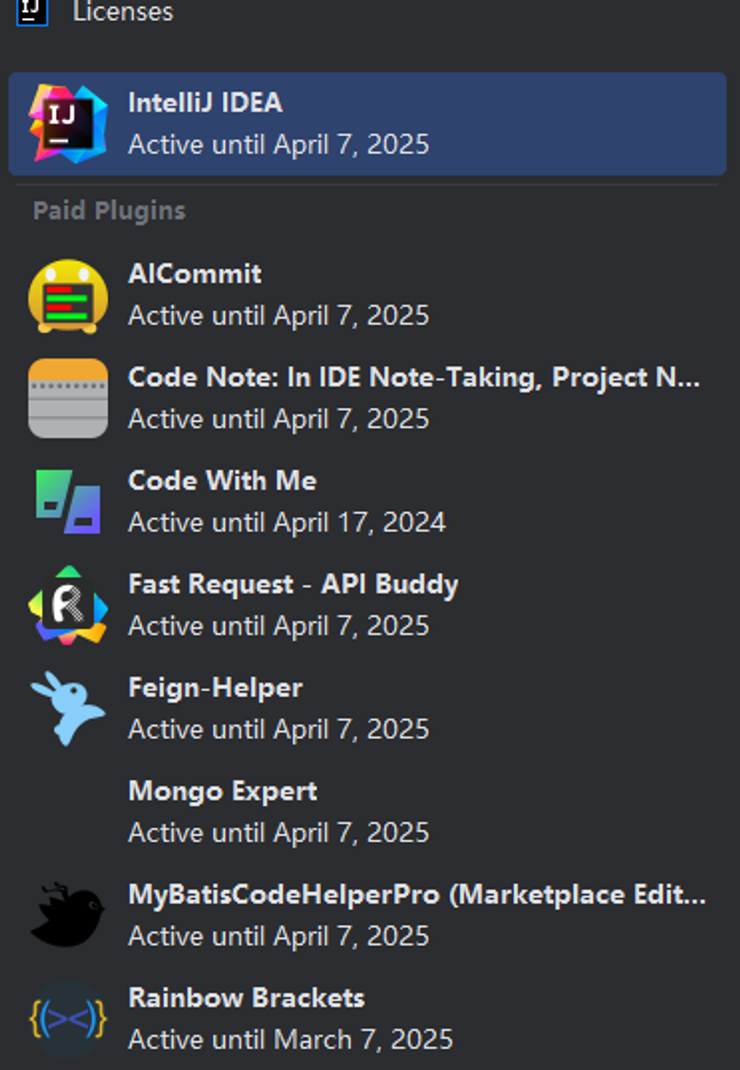 IJ
Licenses
IJ
IntelliJ IDEA
Active until April 7, 2025
Paid Plugins
AICommit
Active until April 7, 2025
Code Note: In IDE Note-Taking, Project N...
Active until April 7, 2025
Code With Me
Active until April 17, 2024
R
Fast Request - API Buddy
Active until April 7, 2025
Feign-Helper
Active until April 7, 2025
Mongo Expert
Active until April 7, 2025
MyBatisCodeHelperPro (Marketplace Edit...
Active until April 7, 2025
{(><)}
Rainbow Brackets
Active until March 7, 2025